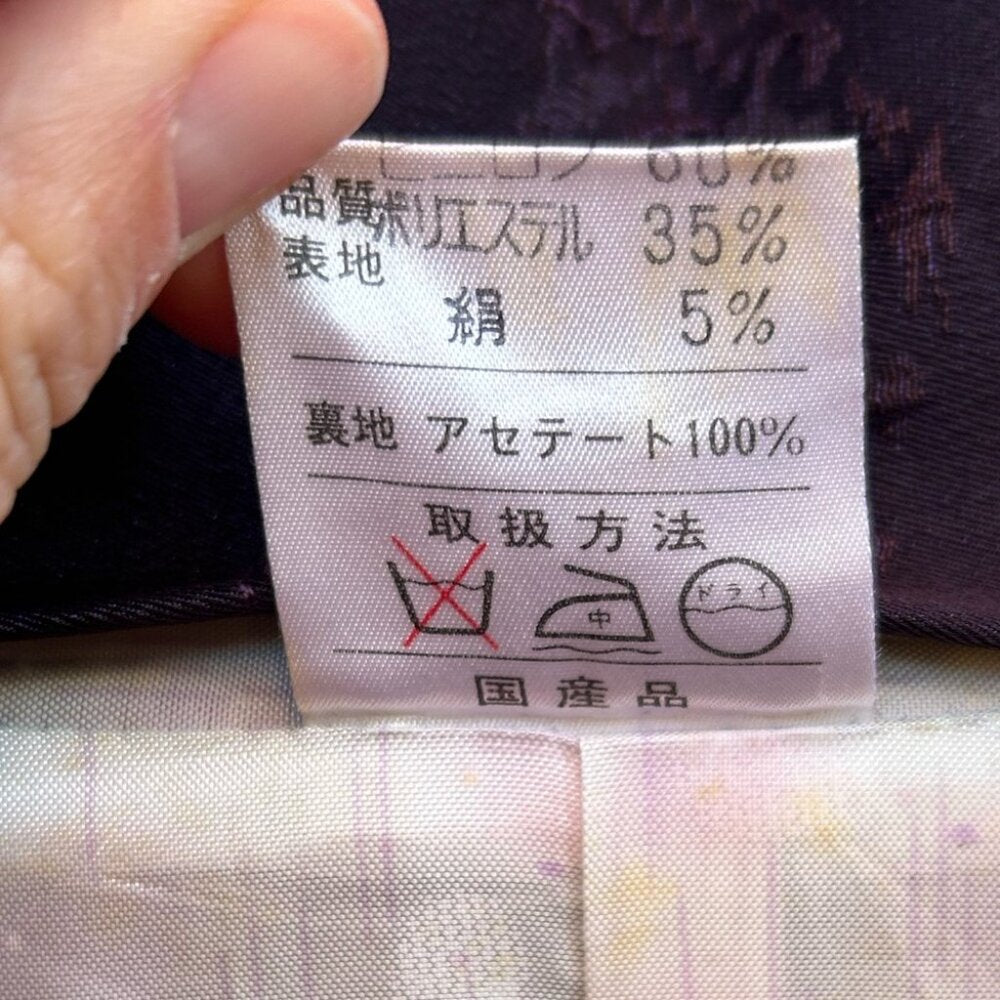 60%
品質 ポリエステル 35%
表地
絹 5%
裏地 アセテート100%
取扱方法
中 ドライ
国産品